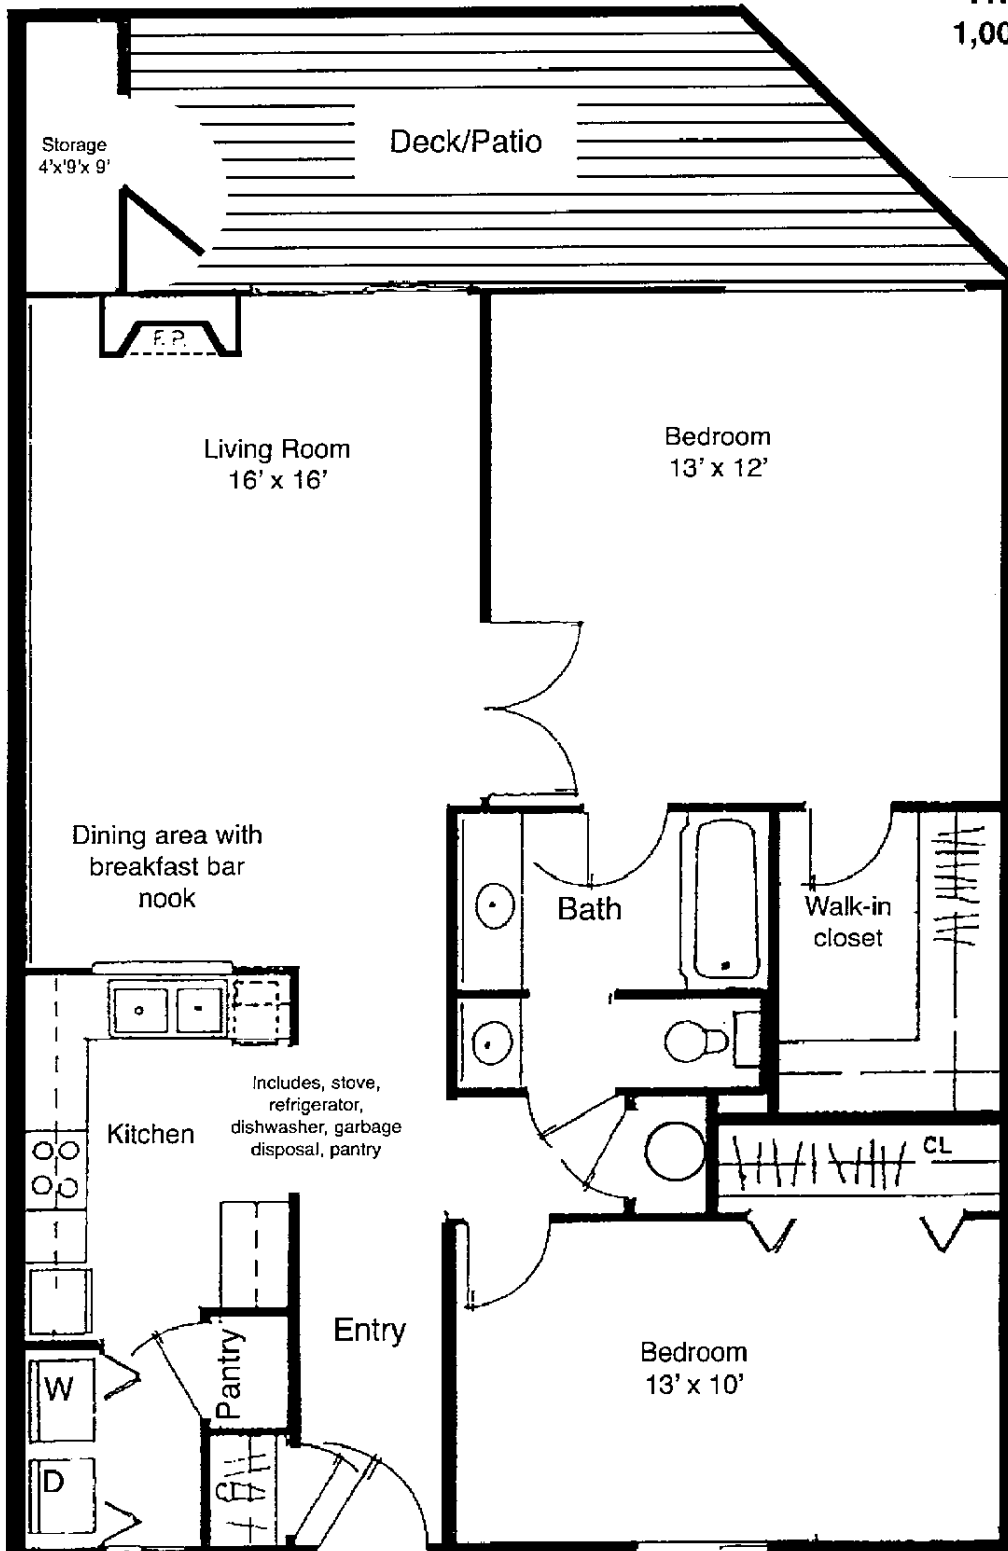 1,00
Storage
4'x'9'x 9'
Deck/Patio
F.P.
Living Room
16' x 16'
Bedroom
13' x 12'
Dining area with
breakfast bar
nook
Bath
Walk-in
closet
Includes, stove,
refrigerator,
dishwasher, garbage
disposal, pantry
Kitchen
CL
Entry
Pantry
Bedroom
13' x 10'
W
D
CL